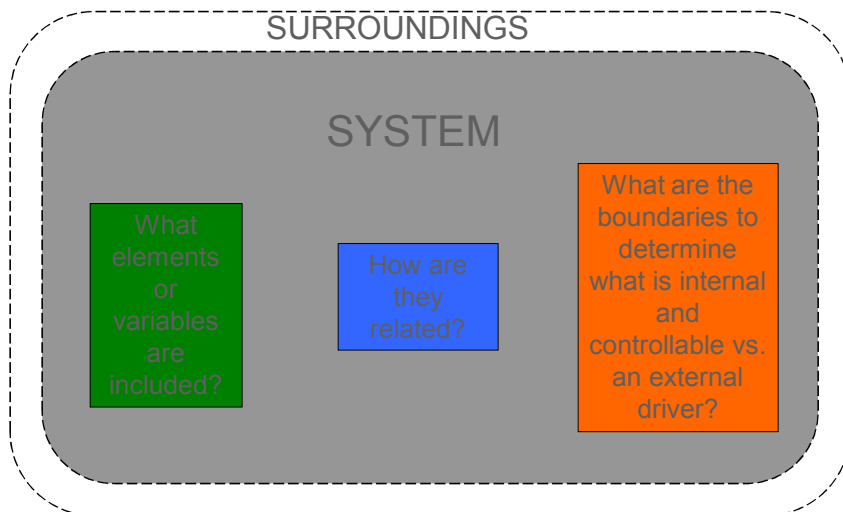 SURROUNDINGS
SYSTEM
What
elements
or
variables
are
included?
How are
they
related?
What are the
boundaries to
determine
what is internal
and
controllable vs.
an external
driver?